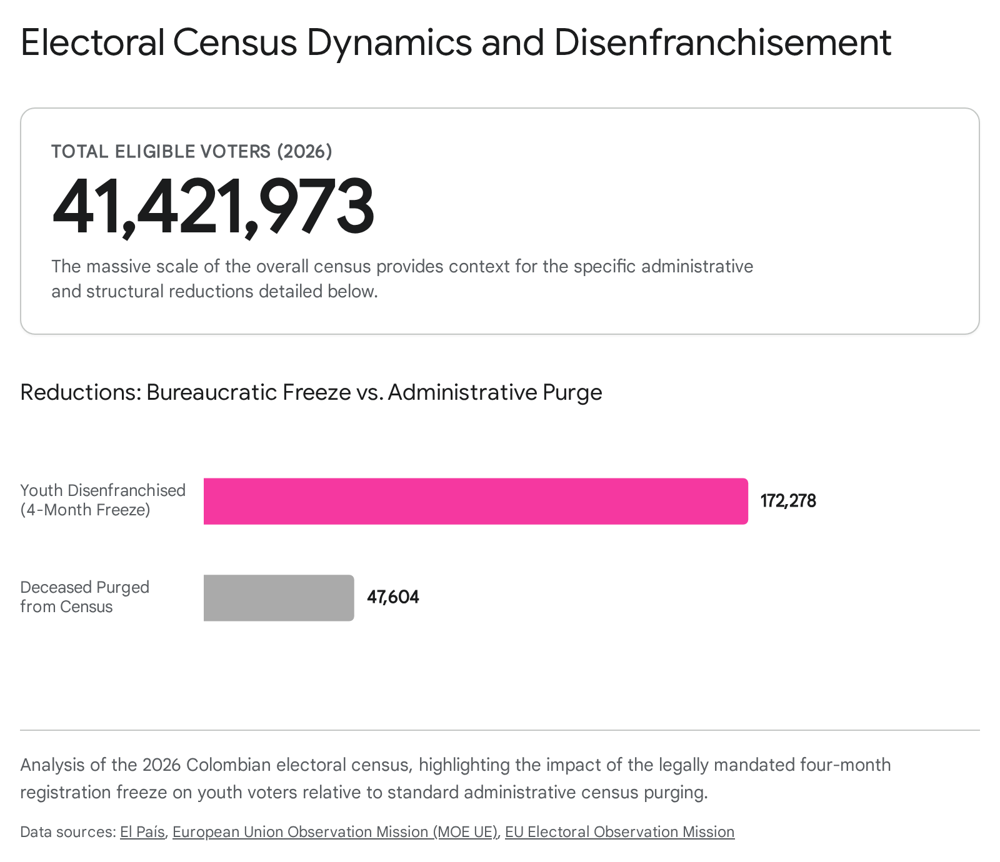 Electoral Census Dynamics and Disenfranchisement
TOTAL ELIGIBLE VOTERS (2026)
41,421,973
The massive scale of the overall census provides context for the specific administrative
and structural reductions detailed below.
Reductions: Bureaucratic Freeze vs. Administrative Purge
Youth Disenfranchised
(4-Month Freeze)
172,278
Deceased Purged
from Census
47,604
Analysis of the 2026 Colombian electoral census, highlighting the impact of the legally mandated four-month
registration freeze on youth voters relative to standard administrative census purging.
Data sources: El País, European Union Observation Mission (MOE UE), EU Electoral Observation Mission